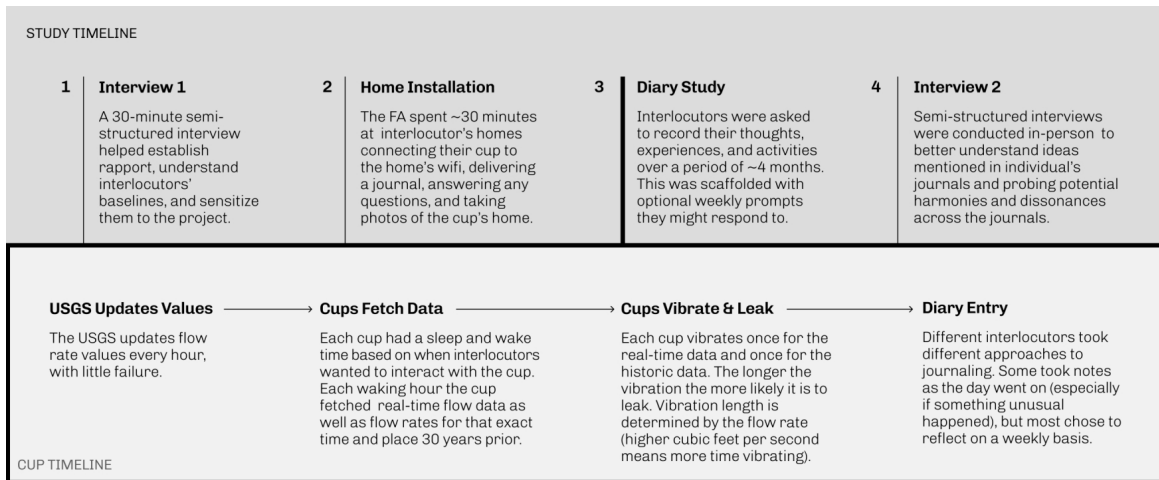 STUDY TIMELINE
1
Interview 1
A 30-minute semi-
structured interview
helped establish
rapport, understand
interlocutors'
baselines, and sensitize
them to the project.
2
Home Installation
The FA spent ~30 minutes
at interlocutor's homes
connecting their cup to
the home's wifi, delivering
a journal, answering any
questions, and taking
photos of the cup's home.
3
Diary Study
Interlocutors were asked
to record their thoughts,
experiences, and activities
over a period of ~4 months.
This was scaffolded with
optional weekly prompts
they might respond to.
4
Interview 2
Semi-structured interviews
were conducted in-person to
better understand ideas
mentioned in individual's
journals and probing potential
harmonies and dissonances
across the journals.
USGS Updates Values
The USGS updates flow
rate values every hour,
with little failure.
Cups Fetch Data
Each cup had a sleep and wake
time based on when interlocutors
wanted to interact with the cup.
Each waking hour the cup
fetched real-time flow data as
well as flow rates for that exact
time and place 30 years prior.
Cups Vibrate & Leak
Each cup vibrates once for the
real-time data and once for the
historic data. The longer the
vibration the more likely it is to
leak. Vibration length is
determined by the flow rate
(higher cubic feet per second
means more time vibrating).
Diary Entry
Different interlocutors took
different approaches to
journaling. Some took notes
as the day went on (especially
if something unusual
happened), but most chose to
reflect on a weekly basis.
CUP TIMELINE